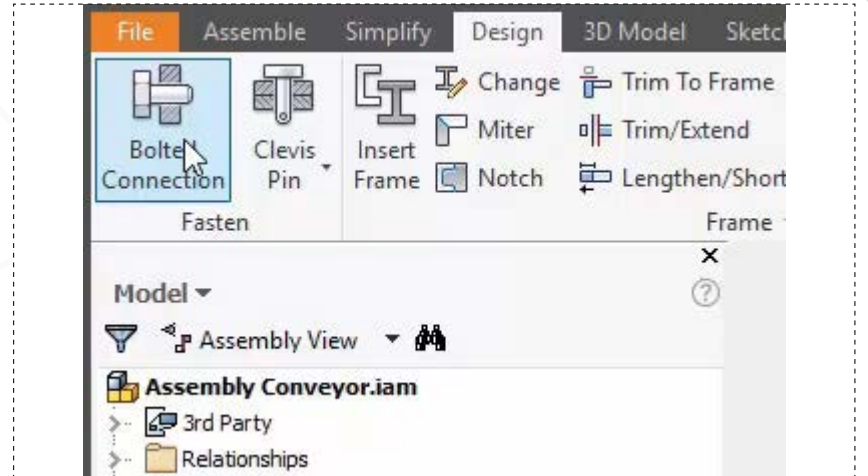 File Assemble Simplify Design 3D Model
Change Trim To Frame
Miter Trim/Extend
Bolted Clevis Insert
Connection Pin Frame Notch
Fasten Frame
Model
Assembly View
Assembly Conveyor.iam
3rd Party
Relationships